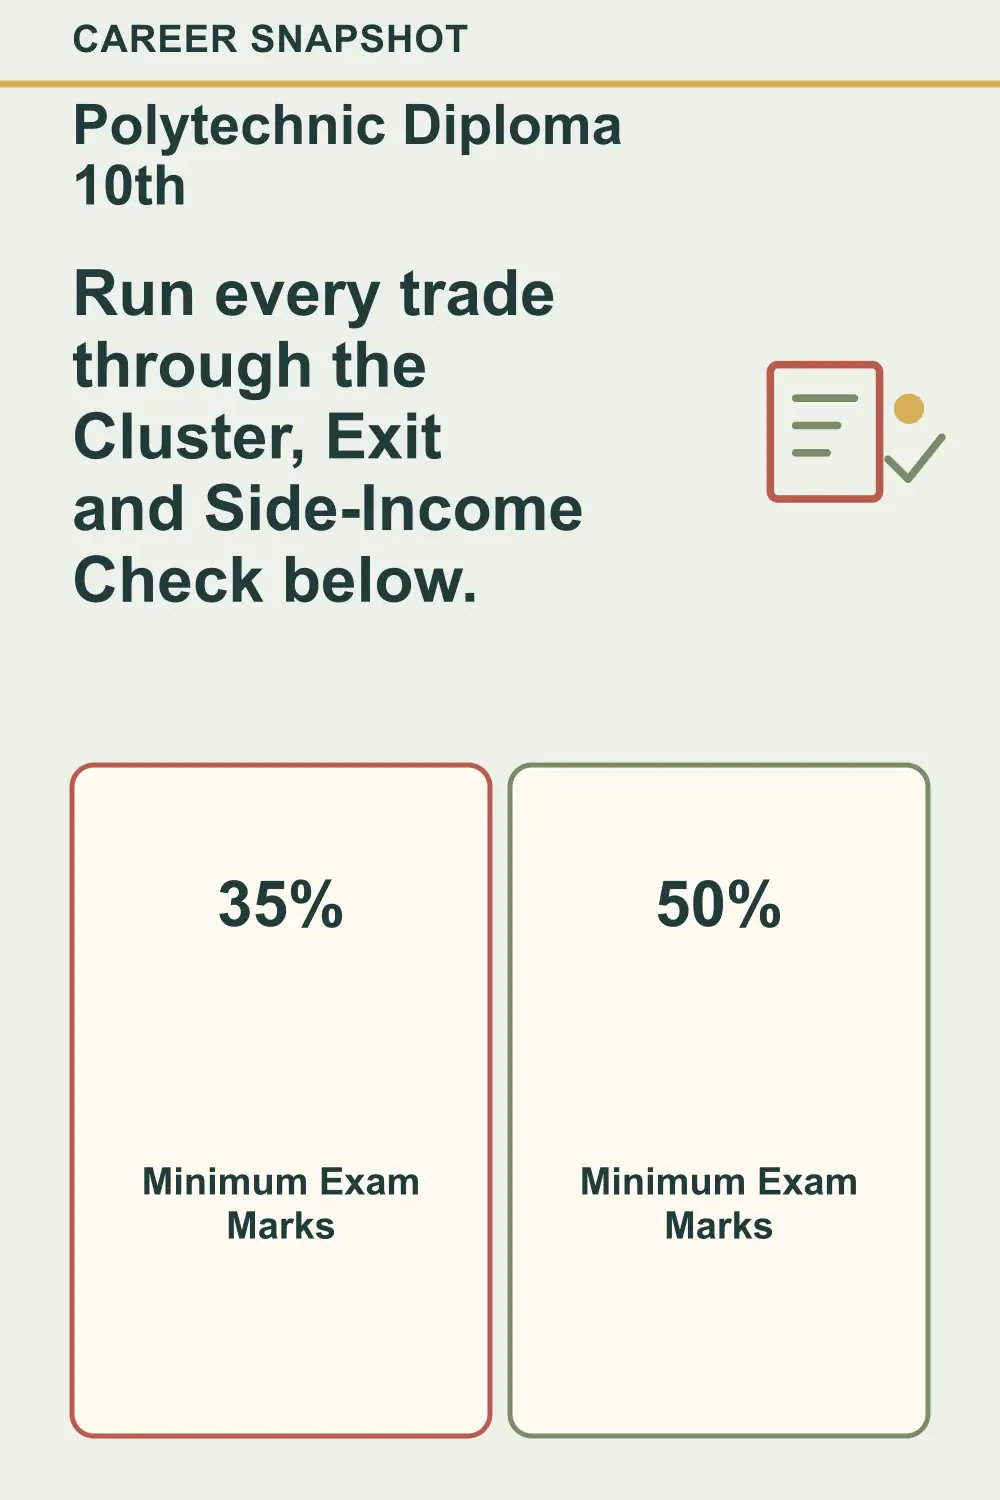 CAREER SNAPSHOT
Polytechnic Diploma
10th
Run every trade
through the
Cluster, Exit
and Side-Income
Check below.
35%
Minimum Exam
Marks
50%
Minimum Exam
Marks